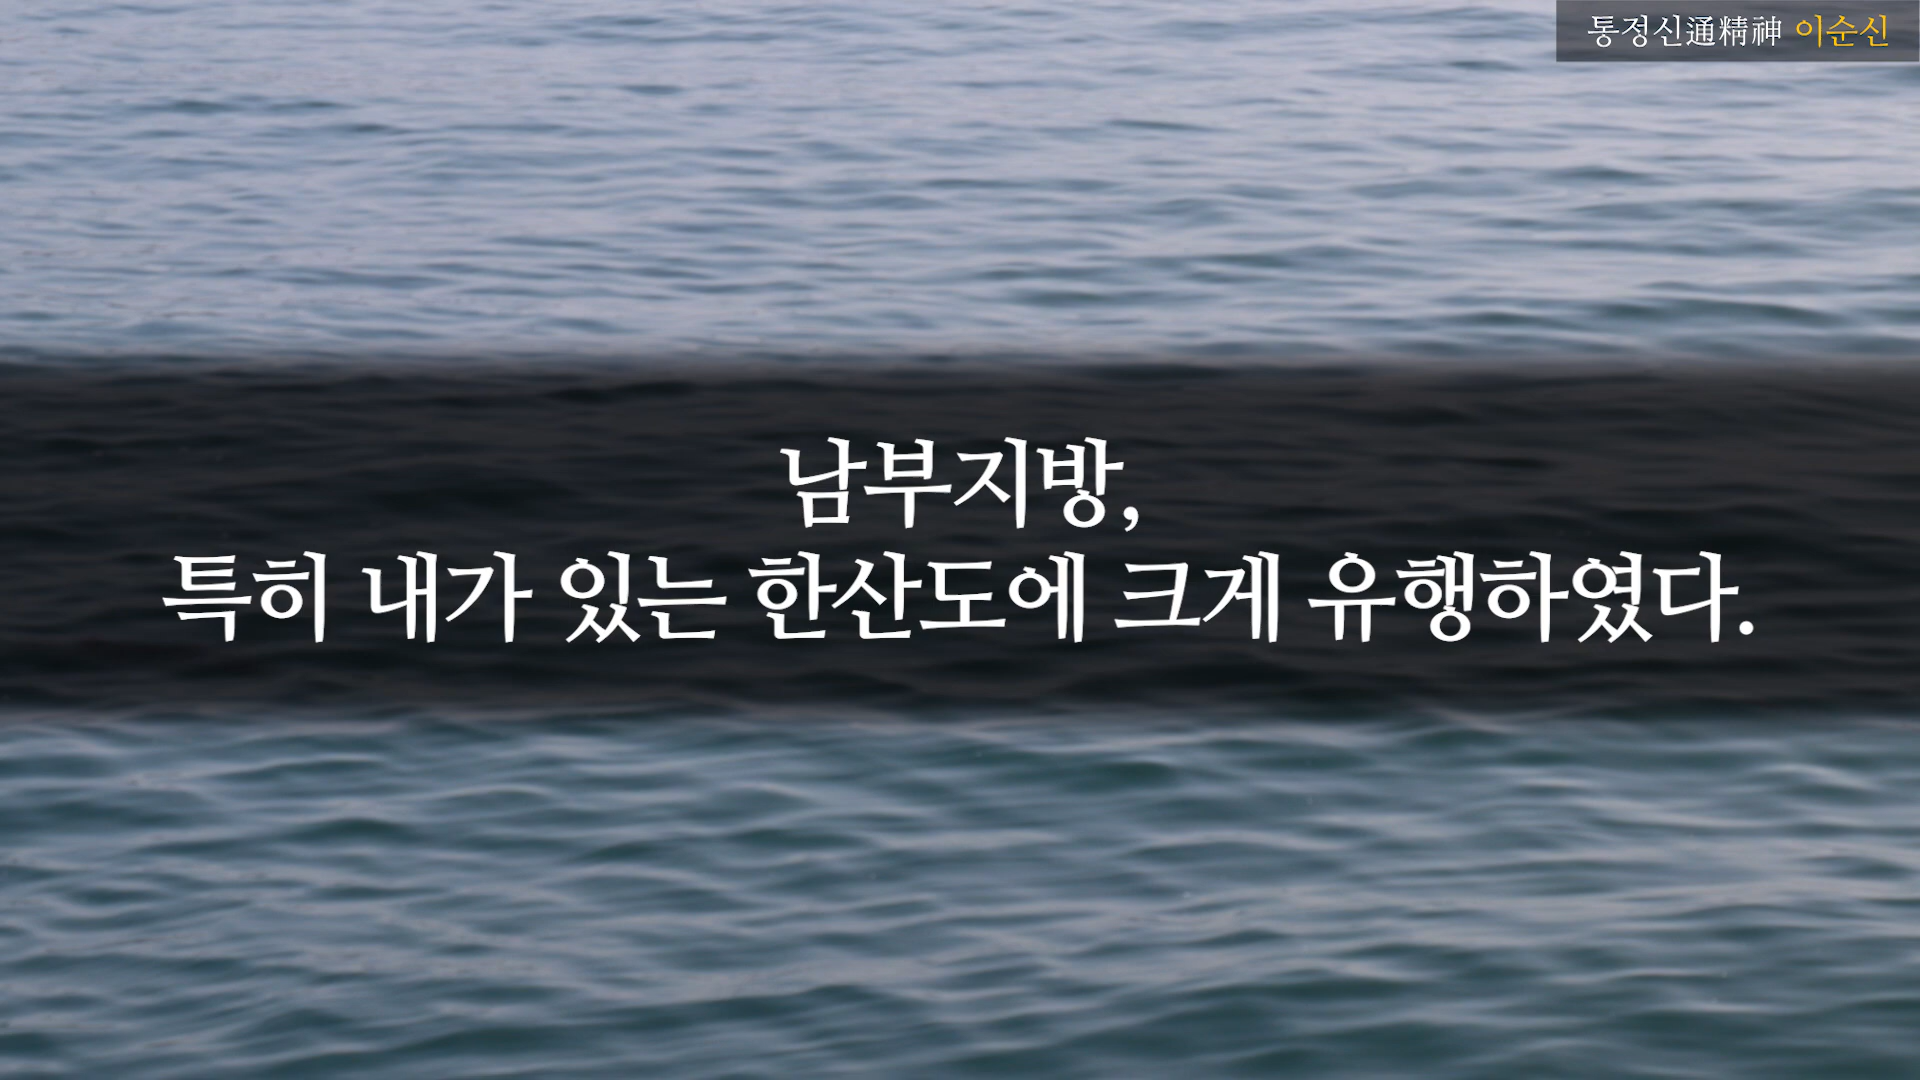 통정신通精神 이순신
남부지방,
특히 내가 있는 한산도에 크게 유행하였다.